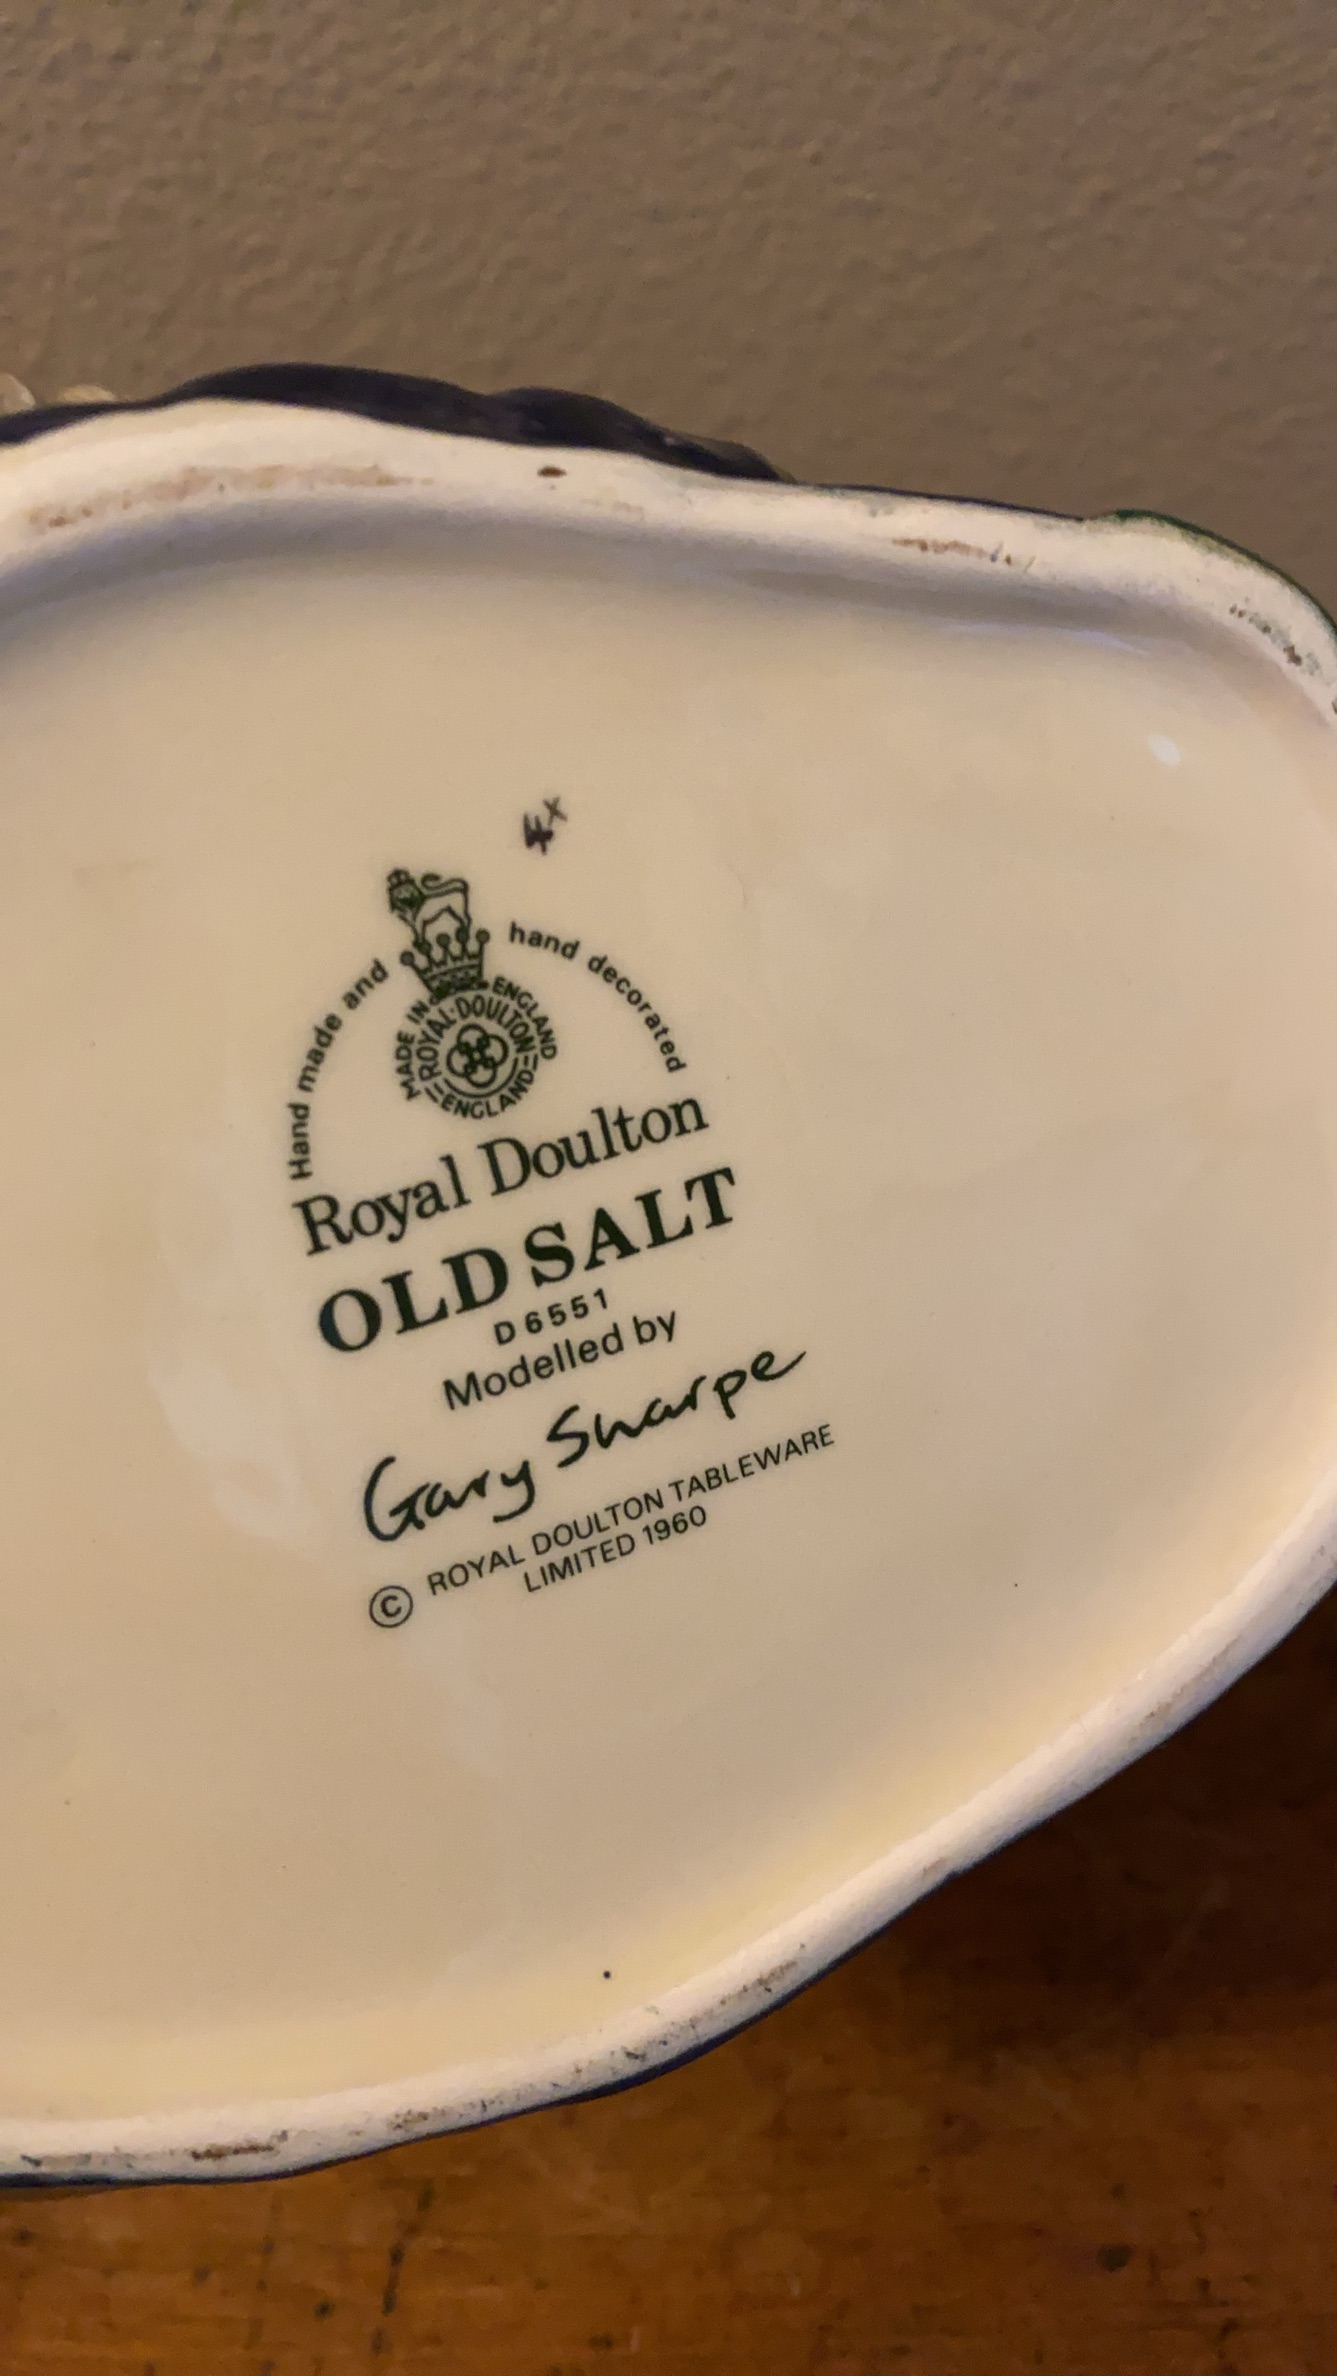 4x
Hand made and hand decorated
MADE IN ENGLAND
ROYAL·DOULTON
ENGLAND
Royal Doulton
OLD SALT
D 6551
Modelled by
Gary Sharpe
© ROYAL DOULTON TABLEWARE
LIMITED 1960